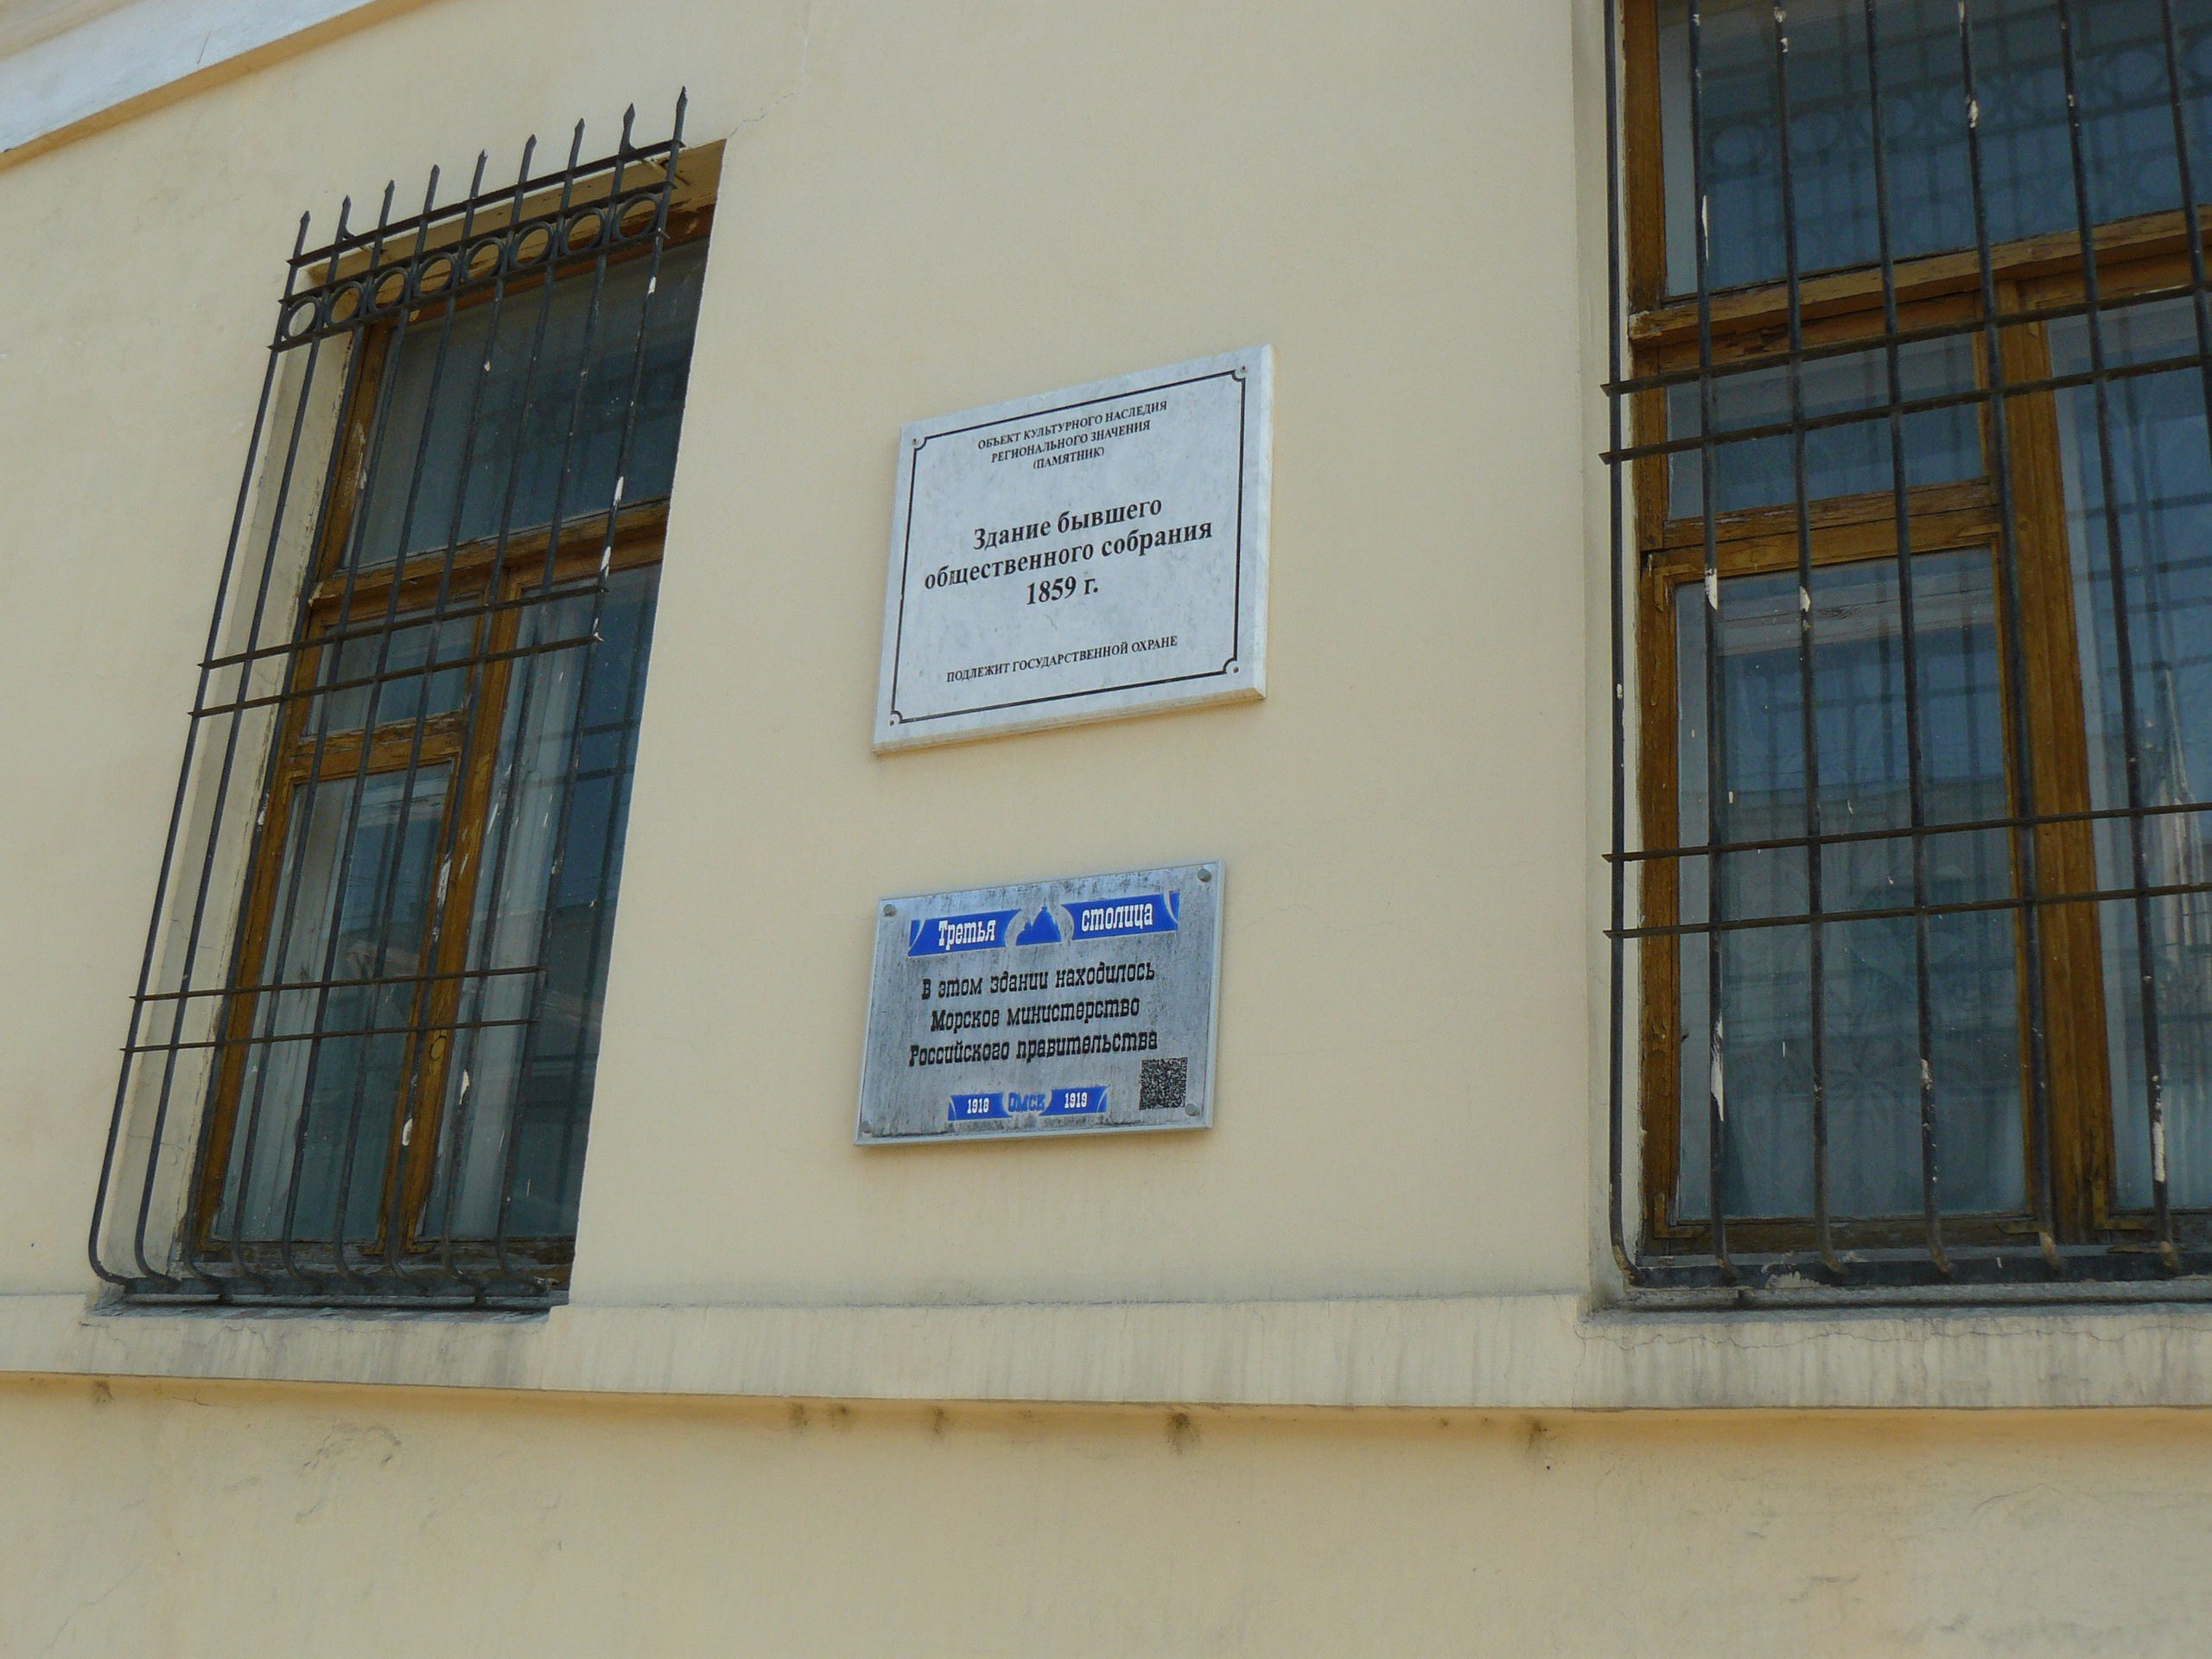 ОБЪЕКТ КУЛЬТУРНОГО НАСЛЕДИЯ
РЕГИОНАЛЬНОГО ЗНАЧЕНИЯ
(ПАМЯТНИК)
Здание бывшего
общественного собрания
1859 г.
ПОДЛЕЖИТ ГОСУДАРСТВЕННОЙ ОХРАНЕ
Третья столица
В этом здании находилось
Морское министерство
Российского правительства
1918 Омск 1919